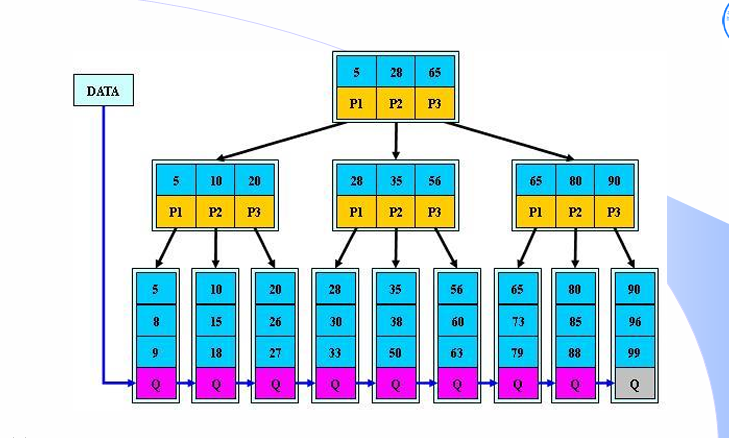 5 28 65
DATA
P1 P2 P3
5 10 20 28 35 56 65 80 90
P1 P2 P3 P1 P2 P3 P1 P2 P3
5 10 20 28 35 56 65 80 90
8 15 26 30 38 60 73 85 96
9 18 27 33 50 63 79 88 99
Q Q Q Q Q Q Q Q Q